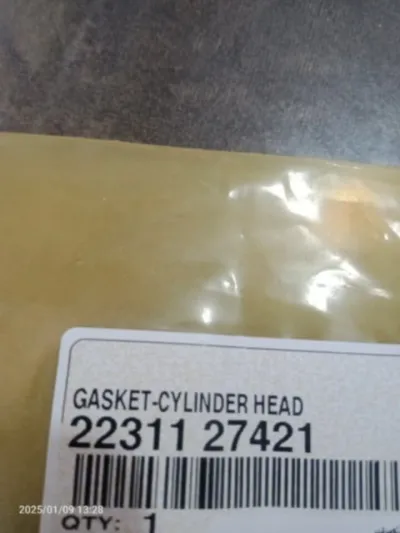 GASKET-CYLINDER HEAD
22311 27421
2025/01/09 13:28
QTY: 1